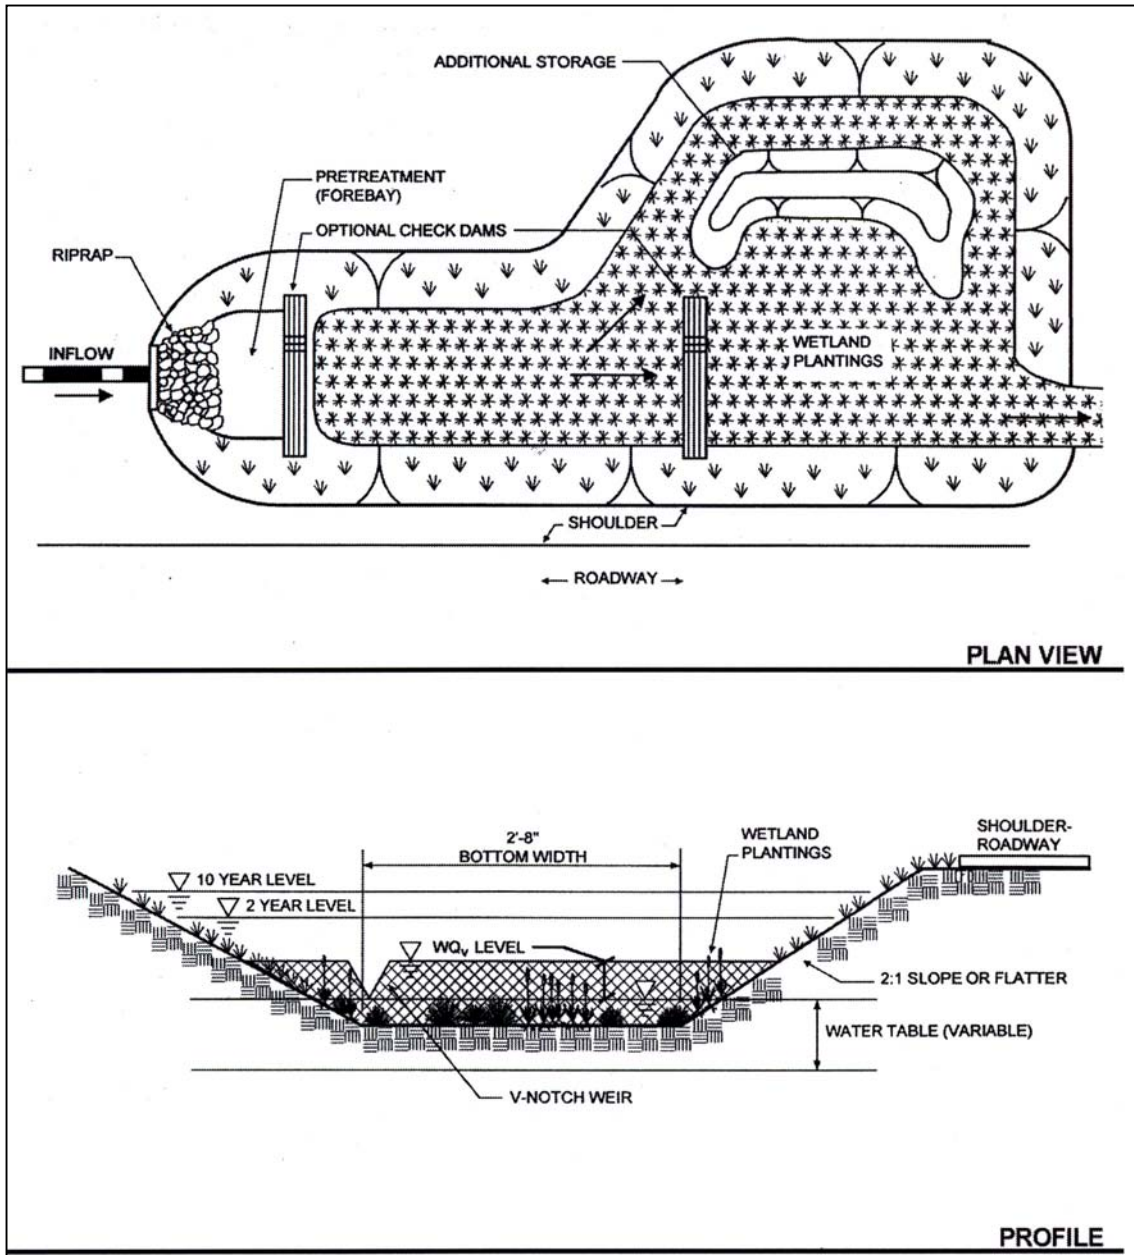 ADDITIONAL STORAGE
PRETREATMENT
(FOREBAY)
OPTIONAL CHECK DAMS
RIPRAP
INFLOW
WETLAND
PLANTINGS
SHOULDER
ROADWAY
PLAN VIEW
2'-8"
BOTTOM WIDTH
WETLAND
PLANTINGS
SHOULDER-
ROADWAY
10 YEAR LEVEL
2 YEAR LEVEL
WQv LEVEL
2:1 SLOPE OR FLATTER
WATER TABLE (VARIABLE)
V-NOTCH WEIR
PROFILE